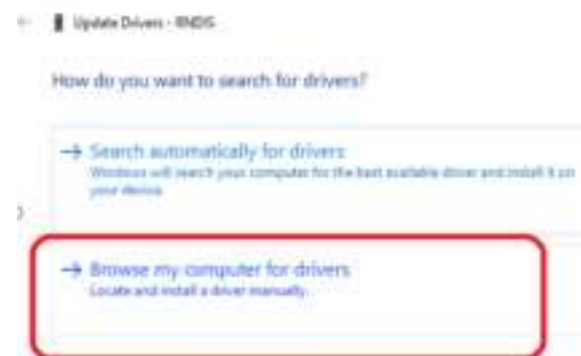 Update Drivers - RNDIS
How do you want to search for drivers?
Search automatically for drivers
Windows will search your computer for the best available driver and install it on
your device.
Browse my computer for drivers
Locate and install a driver manually.